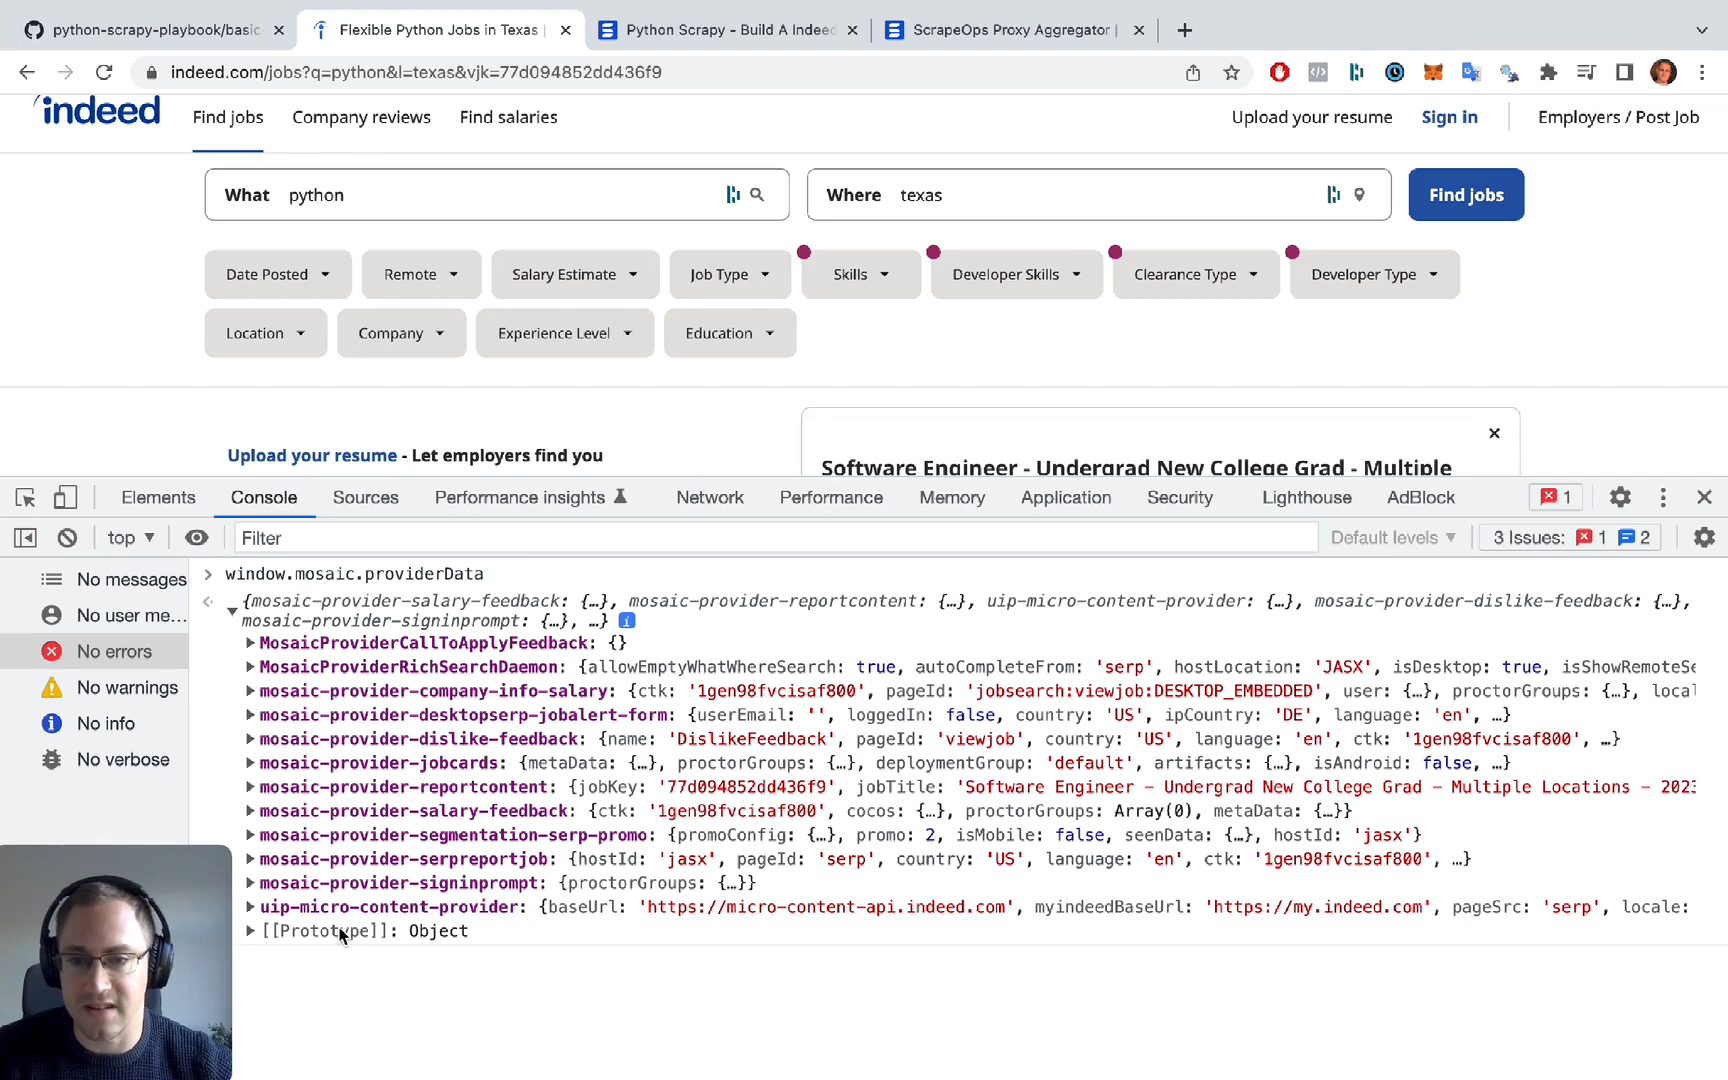 python-scrapy-playbook/basic
Flexible Python Jobs in Texas |
Python Scrapy - Build A Indeed
ScrapeOps Proxy Aggregator |
indeed.com/jobs?q=python&l=texas&vjk=77d094852dd436f9
indeed
Find jobs
Company reviews
Find salaries
Upload your resume
Sign in
Employers / Post Job
What python
Where texas
Find jobs
Date Posted
Remote
Salary Estimate
Job Type
Skills
Developer Skills
Clearance Type
Developer Type
Location
Company
Experience Level
Education
Upload your resume - Let employers find you
Software Engineer - Undergrad New College Grad - Multiple
Elements
Console
Sources
Performance insights
Network
Performance
Memory
Application
Security
Lighthouse
AdBlock
1
top
Filter
Default levels
3 Issues: 1 2
No messages
No user me...
No errors
No warnings
No info
No verbose
window.mosaic.providerData
{mosaic-provider-salary-feedback: {…}, mosaic-provider-reportcontent: {…}, uip-micro-content-provider: {…}, mosaic-provider-dislike-feedback: {…},
mosaic-provider-signinprompt: {…}, …}
MosaicProviderCallToApplyFeedback: {}
MosaicProviderRichSearchDaemon: {allowEmptyWhatWhereSearch: true, autoCompleteFrom: 'serp', hostLocation: 'JASX', isDesktop: true, isShowRemoteSe
mosaic-provider-company-info-salary: {ctk: '1gen98fvcisaf800', pageId: 'jobsearch:viewjob:DESKTOP_EMBEDDED', user: {…}, proctorGroups: {…}, local
mosaic-provider-desktopserp-jobalert-form: {userEmail: '', loggedIn: false, country: 'US', ipCountry: 'DE', language: 'en', …}
mosaic-provider-dislike-feedback: {name: 'DislikeFeedback', pageId: 'viewjob', country: 'US', language: 'en', ctk: '1gen98fvcisaf800', …}
mosaic-provider-jobcards: {metaData: {…}, proctorGroups: {…}, deploymentGroup: 'default', artifacts: {…}, isAndroid: false, …}
mosaic-provider-reportcontent: {jobKey: '77d094852dd436f9', jobTitle: 'Software Engineer – Undergrad New College Grad – Multiple Locations – 2023
mosaic-provider-salary-feedback: {ctk: '1gen98fvcisaf800', cocos: {…}, proctorGroups: Array(0), metaData: {…}}
mosaic-provider-segmentation-serp-promo: {promoConfig: {…}, promo: 2, isMobile: false, seenData: {…}, hostId: 'jasx'}
mosaic-provider-serpreportjob: {hostId: 'jasx', pageId: 'serp', country: 'US', language: 'en', ctk: '1gen98fvcisaf800', …}
mosaic-provider-signinprompt: {proctorGroups: {…}}
uip-micro-content-provider: {baseUrl: 'https://micro-content-api.indeed.com', myindeedBaseUrl: 'https://my.indeed.com', pageSrc: 'serp', locale:
[[Prototype]]: Object